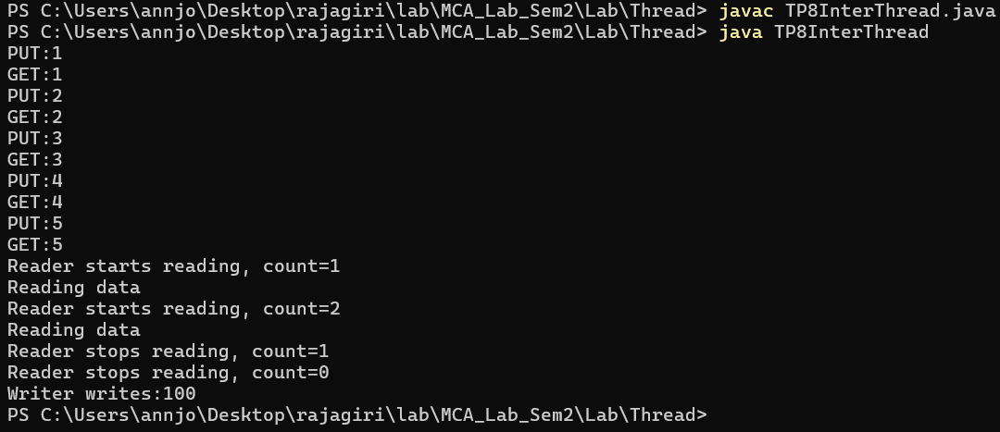 PS C:\Users\annjo\Desktop\rajagiri\lab\MCA_Lab_Sem2\Lab\Thread> javac TP8InterThread.java
PS C:\Users\annjo\Desktop\rajagiri\lab\MCA_Lab_Sem2\Lab\Thread> java TP8InterThread
PUT:1
GET:1
PUT:2
GET:2
PUT:3
GET:3
PUT:4
GET:4
PUT:5
GET:5
Reader starts reading, count=1
Reading data
Reader starts reading, count=2
Reading data
Reader stops reading, count=1
Reader stops reading, count=0
Writer writes:100
PS C:\Users\annjo\Desktop\rajagiri\lab\MCA_Lab_Sem2\Lab\Thread>